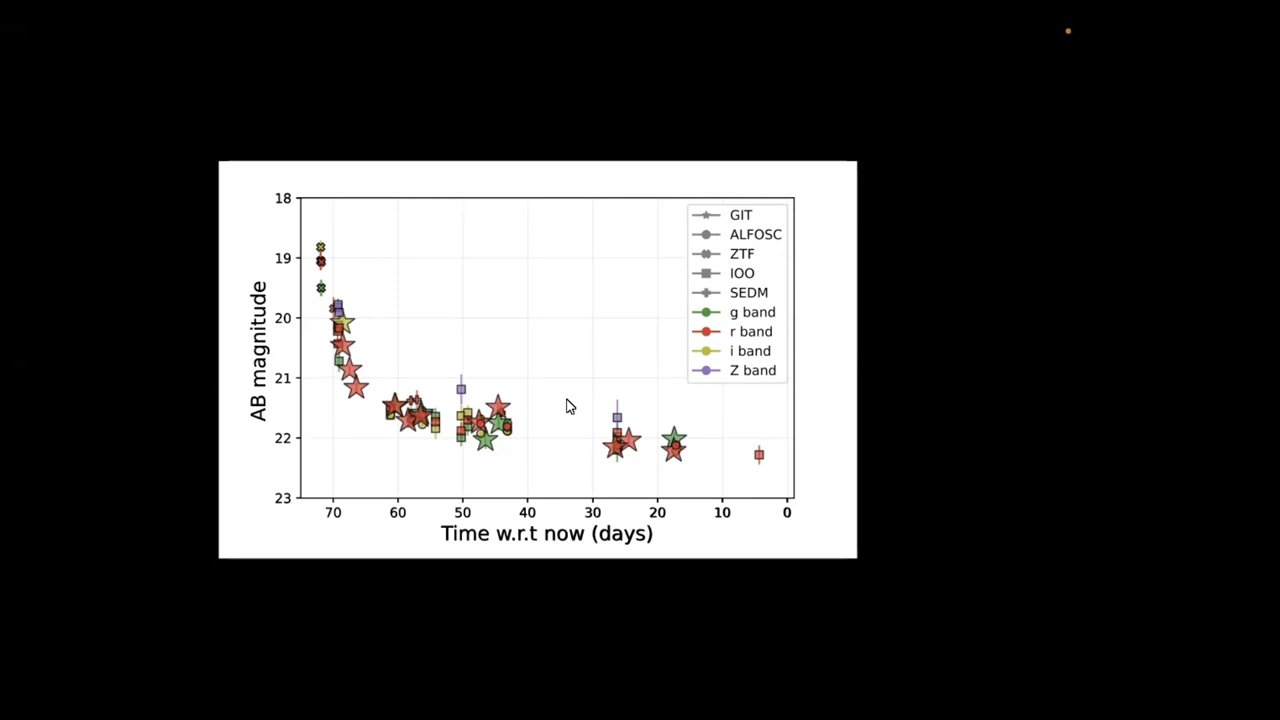 18
19
20
21
22
23
AB magnitude
70 60 50 40 30 20 10 0
Time w.r.t now (days)
GIT
ALFOSC
ZTF
IOO
SEDM
g band
r band
i band
Z band